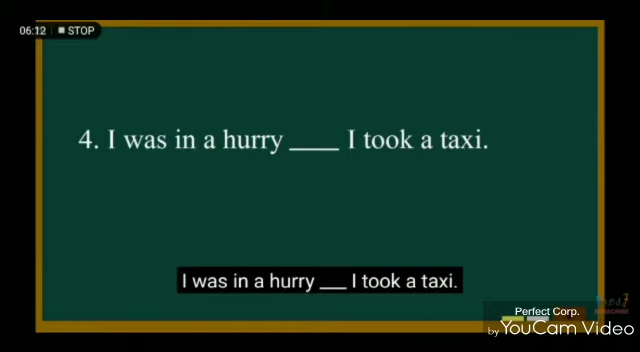 06:12 STOP
4. I was in a hurry ____ I took a taxi.
I was in a hurry ___ I took a taxi.
Perfect Corp.
by YouCam Video